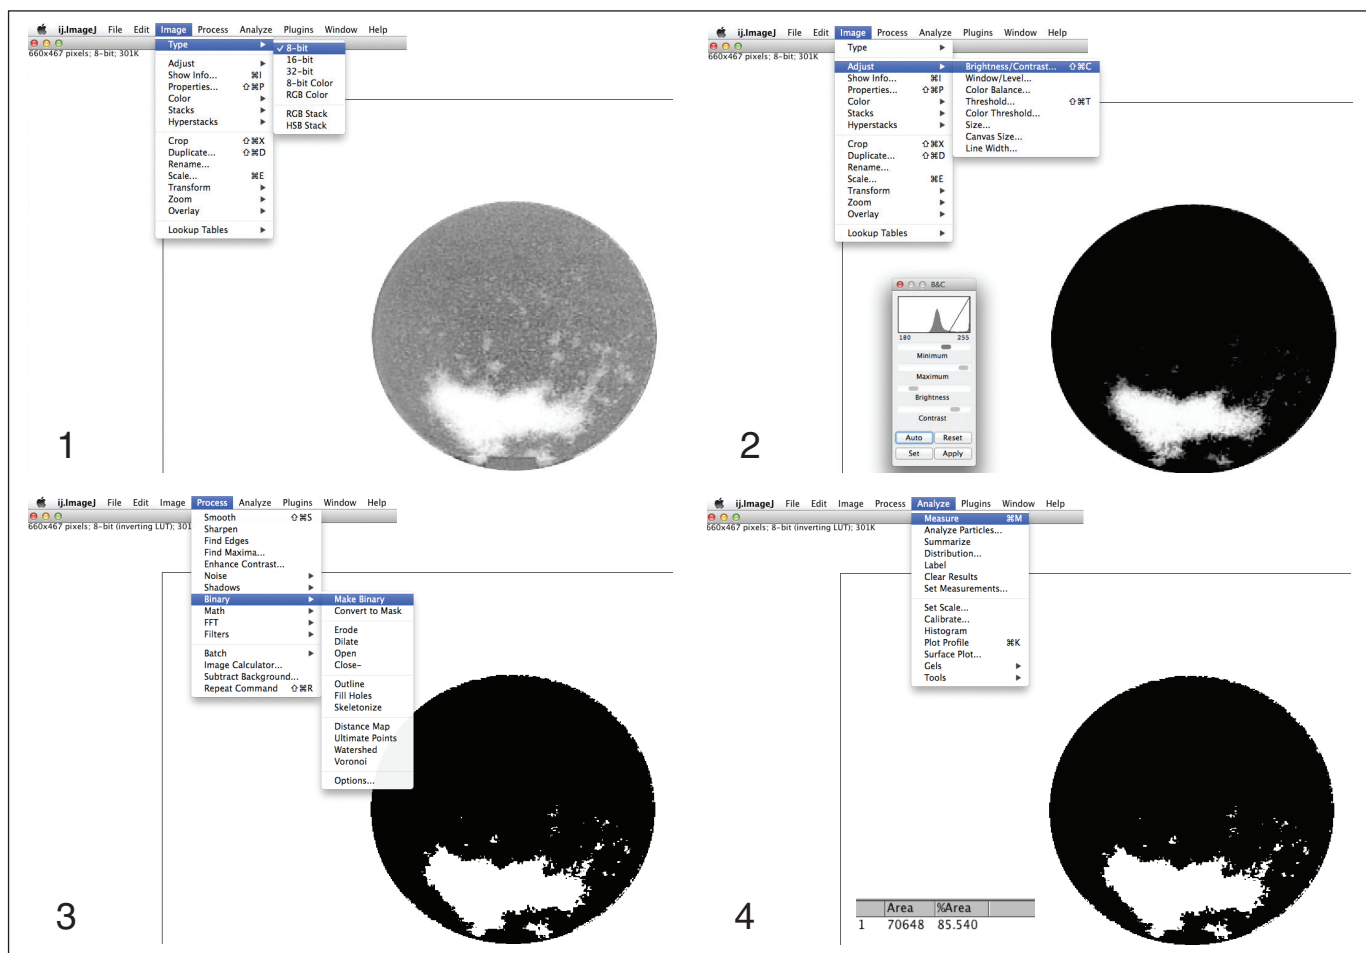 ij.ImageJ File Edit Image Process Analyze Plugins Window Help
660x467 pixels; 8-bit; 301K
Type
Adjust
Show Info... ⌘I
Properties... ⇧⌘P
Color
Stacks
Hyperstacks
Crop ⇧⌘X
Duplicate... ⇧⌘D
Rename...
Scale... ⌘E
Transform
Zoom
Overlay
Lookup Tables
✓ 8-bit
16-bit
32-bit
8-bit Color
RGB Color
RGB Stack
HSB Stack
1
ij.ImageJ File Edit Image Process Analyze Plugins Window Help
660x467 pixels; 8-bit; 301K
Type
Adjust
Show Info... ⌘I
Properties... ⇧⌘P
Color
Stacks
Hyperstacks
Crop ⇧⌘X
Duplicate... ⇧⌘D
Rename...
Scale... ⌘E
Transform
Zoom
Overlay
Lookup Tables
Brightness/Contrast... ⇧⌘C
Window/Level...
Color Balance...
Threshold... ⇧⌘T
Color Threshold...
Size...
Canvas Size...
Line Width...
B&C
180 255
Minimum
Maximum
Brightness
Contrast
Auto Reset
Set Apply
2
ij.ImageJ File Edit Image Process Analyze Plugins Window Help
660x467 pixels; 8-bit (inverting LUT); 301
Smooth ⇧⌘S
Sharpen
Find Edges
Find Maxima...
Enhance Contrast...
Noise
Shadows
Binary
Math
FFT
Filters
Batch
Image Calculator...
Subtract Background...
Repeat Command ⇧⌘R
Make Binary
Convert to Mask
Erode
Dilate
Open
Close-
Outline
Fill Holes
Skeletonize
Distance Map
Ultimate Points
Watershed
Voronoi
Options...
3
ij.ImageJ File Edit Image Process Analyze Plugins Window Help
660x467 pixels; 8-bit (inverting LUT); 301K
Measure ⌘M
Analyze Particles...
Summarize
Distribution...
Label
Clear Results
Set Measurements...
Set Scale...
Calibrate...
Histogram
Plot Profile ⌘K
Surface Plot...
Gels
Tools
Area %Area
1 70648 85.540
4